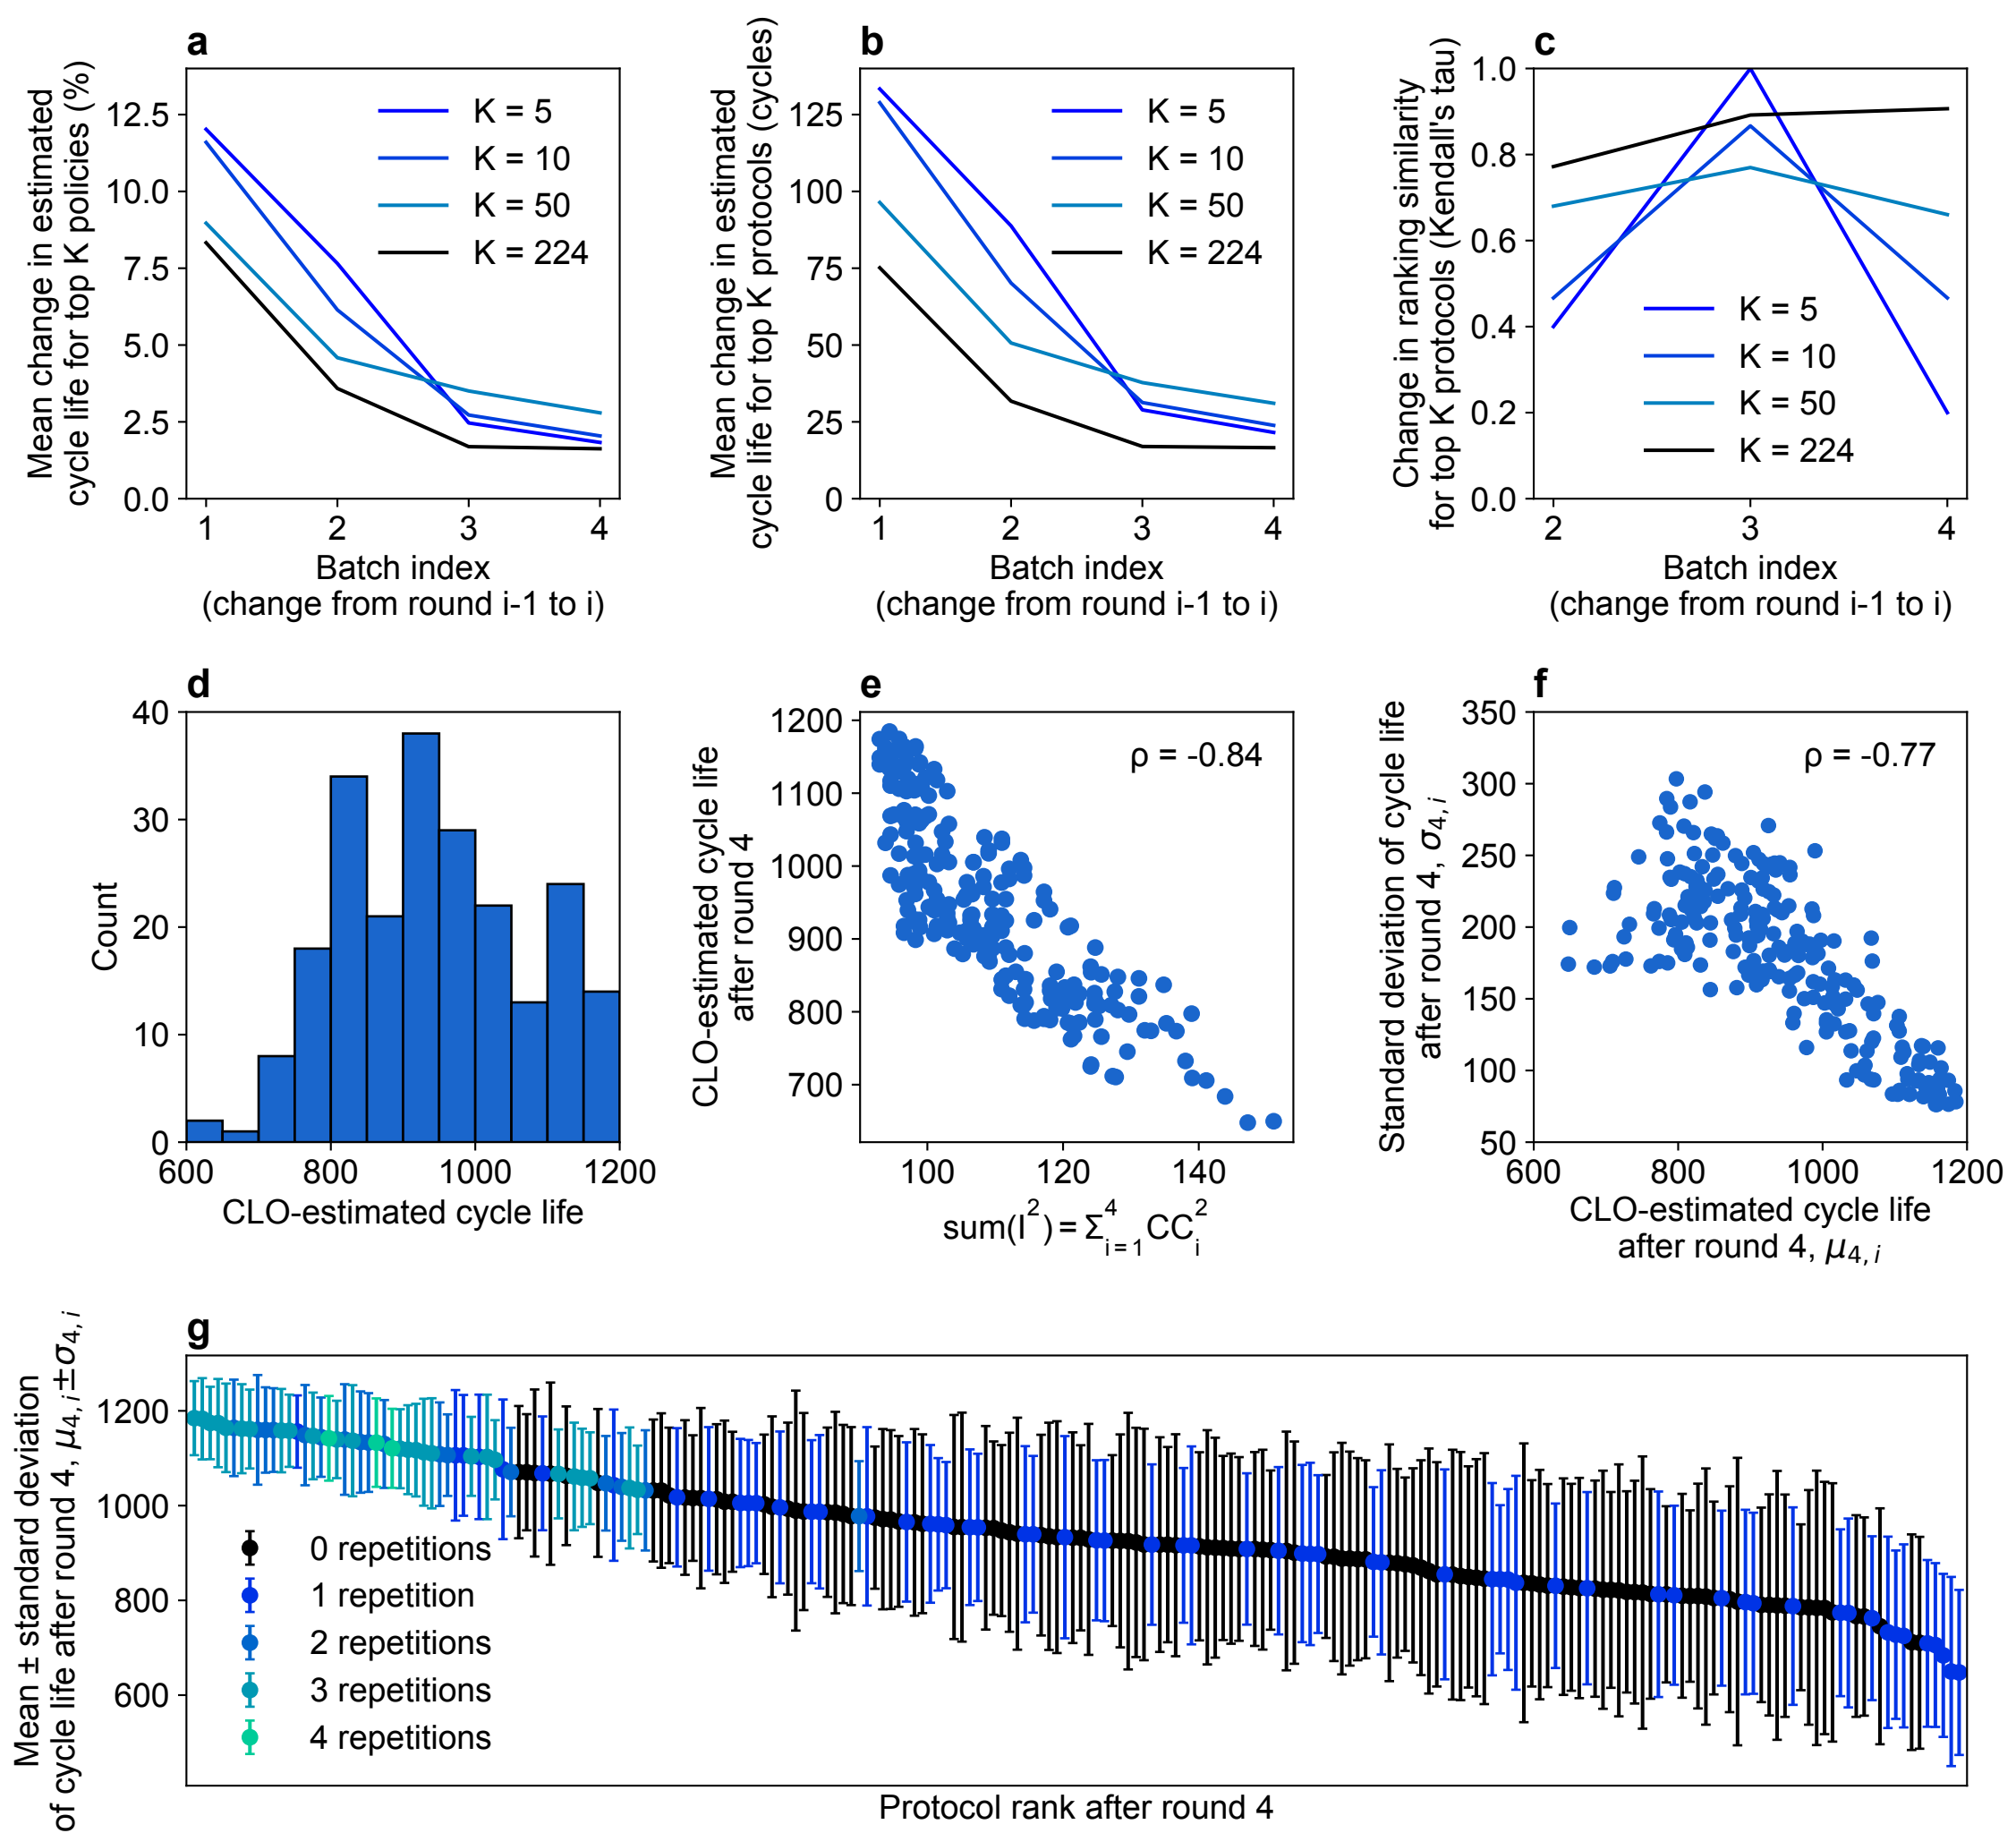 a
Mean change in estimated
cycle life for top K policies (%)
12.5
10.0
7.5
5.0
2.5
0.0
K = 5
K = 10
K = 50
K = 224
1 2 3 4
Batch index
(change from round i-1 to i)
b
Mean change in estimated
cycle life for top K protocols (cycles)
125
100
75
50
25
0
K = 5
K = 10
K = 50
K = 224
1 2 3 4
Batch index
(change from round i-1 to i)
c
Change in ranking similarity
for top K protocols (Kendall's tau)
1.0
0.8
0.6
0.4
0.2
0.0
K = 5
K = 10
K = 50
K = 224
2 3 4
Batch index
(change from round i-1 to i)
d
Count
40
30
20
10
0
600 800 1000 1200
CLO-estimated cycle life
e
CLO-estimated cycle life
after round 4
1200
1100
1000
900
800
700
ρ = -0.84
100 120 140
sum(I²) = Σ⁴ᵢ₌₁CCᵢ²
f
Standard deviation of cycle life
after round 4, σ₄,ᵢ
350
300
250
200
150
100
50
ρ = -0.77
600 800 1000 1200
CLO-estimated cycle life
after round 4, μ₄,ᵢ
g
Mean ± standard deviation
of cycle life after round 4, μ₄,ᵢ±σ₄,ᵢ
1200
1000
800
600
0 repetitions
1 repetition
2 repetitions
3 repetitions
4 repetitions
Protocol rank after round 4